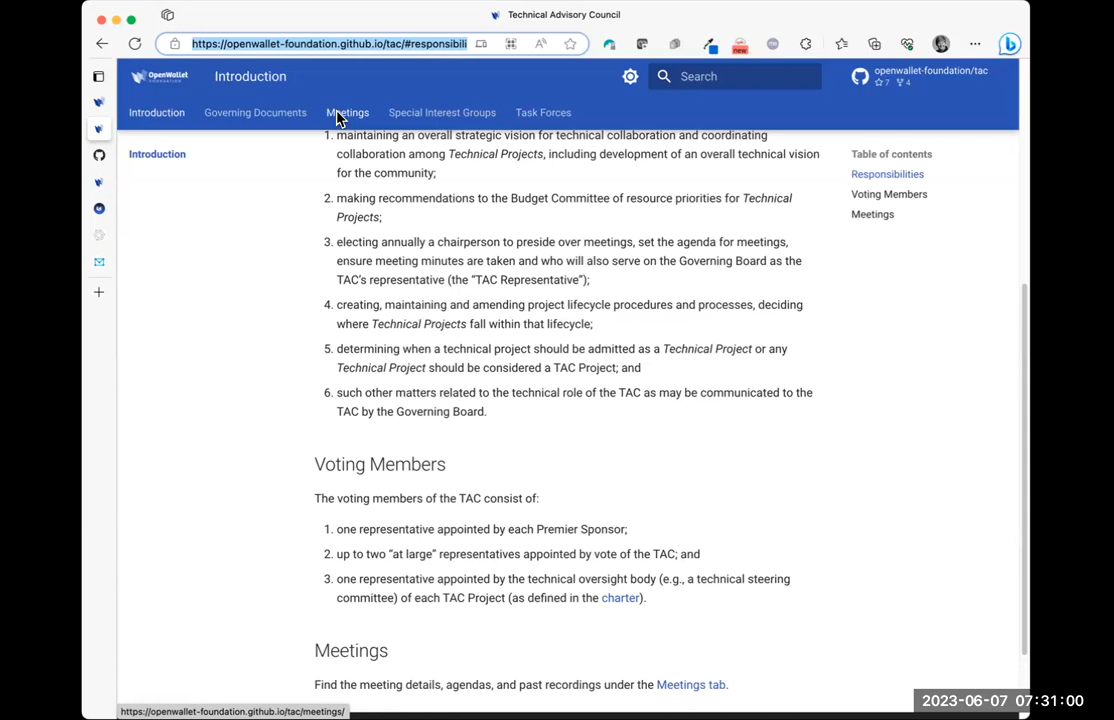 Technical Advisory Council
https://openwallet-foundation.github.io/tac/#responsibili
OpenWallet
FOUNDATION
Introduction
Search
openwallet-foundation/tac
7 4
Introduction Governing Documents Meetings Special Interest Groups Task Forces
Introduction
1. maintaining an overall strategic vision for technical collaboration and coordinating
collaboration among Technical Projects, including development of an overall technical vision
for the community;
2. making recommendations to the Budget Committee of resource priorities for Technical
Projects;
3. electing annually a chairperson to preside over meetings, set the agenda for meetings,
ensure meeting minutes are taken and who will also serve on the Governing Board as the
TAC's representative (the “TAC Representative”);
4. creating, maintaining and amending project lifecycle procedures and processes, deciding
where Technical Projects fall within that lifecycle;
5. determining when a technical project should be admitted as a Technical Project or any
Technical Project should be considered a TAC Project; and
6. such other matters related to the technical role of the TAC as may be communicated to the
TAC by the Governing Board.
Voting Members
The voting members of the TAC consist of:
1. one representative appointed by each Premier Sponsor;
2. up to two “at large” representatives appointed by vote of the TAC; and
3. one representative appointed by the technical oversight body (e.g., a technical steering
committee) of each TAC Project (as defined in the charter).
Meetings
Find the meeting details, agendas, and past recordings under the Meetings tab.
Table of contents
Responsibilities
Voting Members
Meetings
https://openwallet-foundation.github.io/tac/meetings/
2023-06-07 07:31:00
new